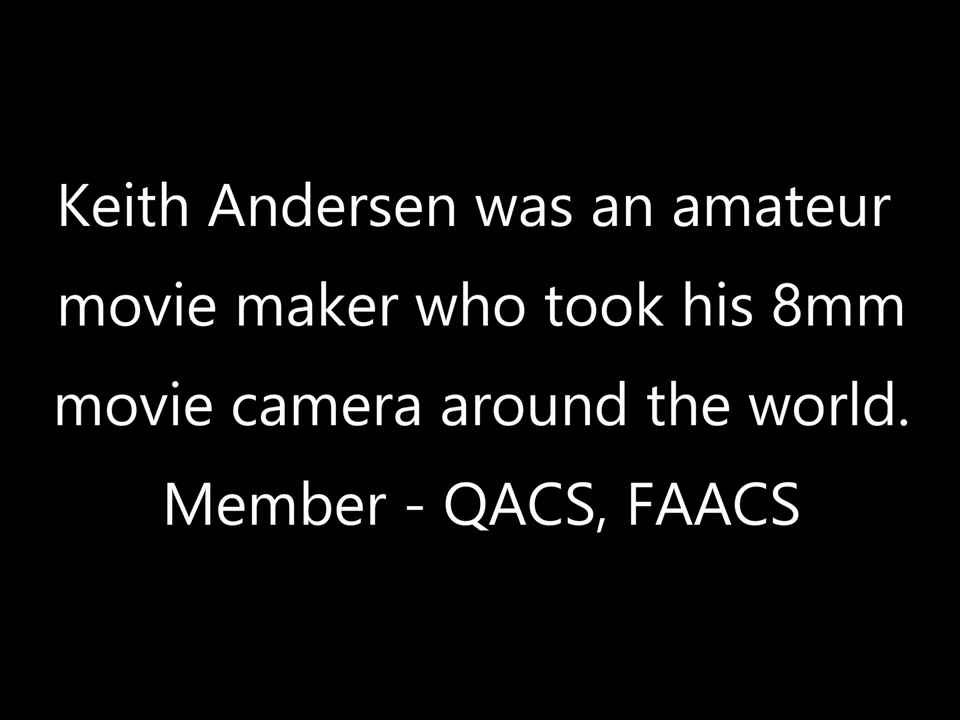 Keith Andersen was an amateur
movie maker who took his 8mm
movie camera around the world.
Member - QACS, FAACS